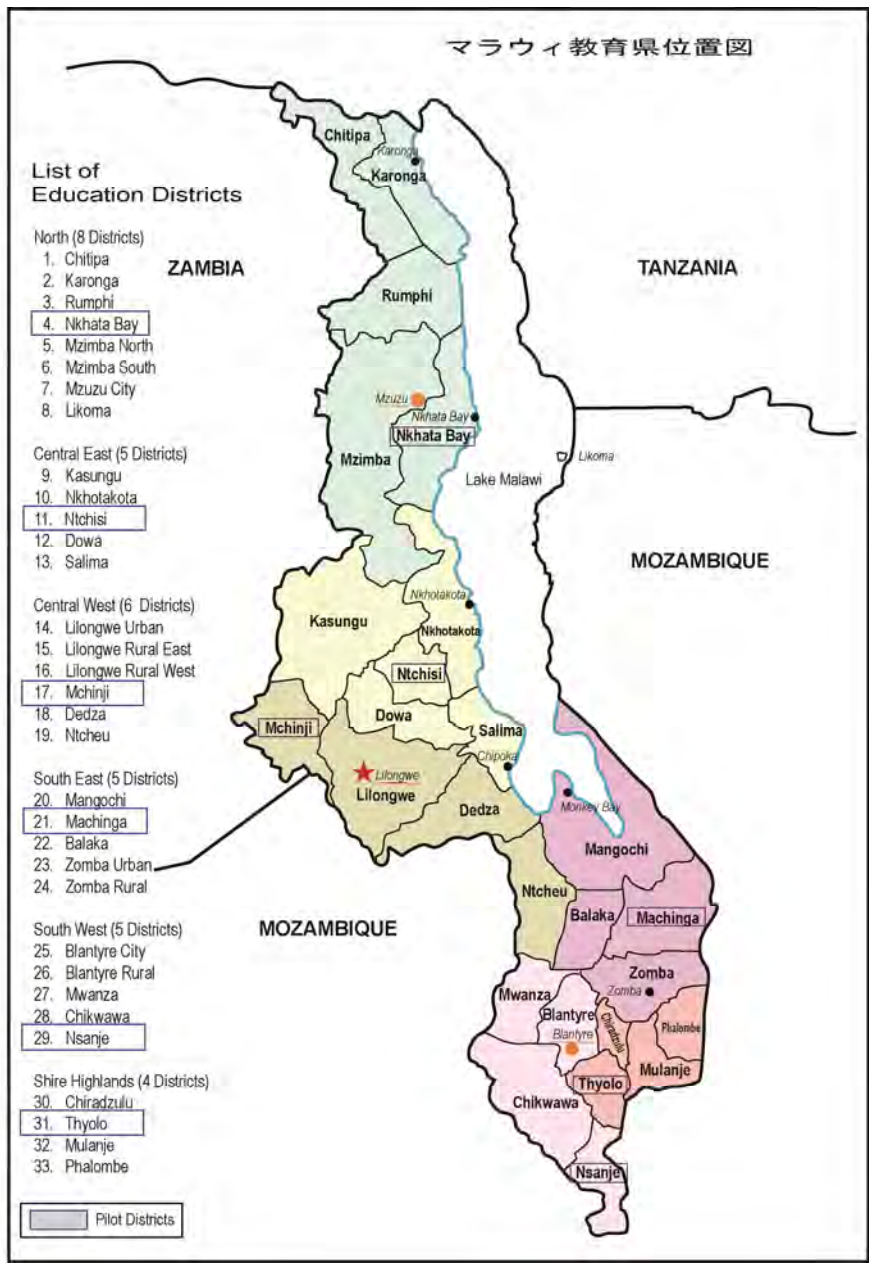 マラウィ教育県位置図
List of
Education Districts
North (8 Districts)
1. Chitipa
2. Karonga
3. Rumphi
4. Nkhata Bay
5. Mzimba North
6. Mzimba South
7. Mzuzu City
8. Likoma
Central East (5 Districts)
9. Kasungu
10. Nkhotakota
11. Ntchisi
12. Dowa
13. Salima
Central West (6 Districts)
14. Lilongwe Urban
15. Lilongwe Rural East
16. Lilongwe Rural West
17. Mchinji
18. Dedza
19. Ntcheu
South East (5 Districts)
20. Mangochi
21. Machinga
22. Balaka
23. Zomba Urban
24. Zomba Rural
South West (5 Districts)
25. Blantyre City
26. Blantyre Rural
27. Mwanza
28. Chikwawa
29. Nsanje
Shire Highlands (4 Districts)
30. Chiradzulu
31. Thyolo
32. Mulanje
33. Phalombe
Pilot Districts
Chitipa
Karonga
Karonga
ZAMBIA
TANZANIA
Rumphi
Mzuzu
Nkhata Bay
Nkhata Bay
Mzimba
Likoma
Lake Malawi
MOZAMBIQUE
Nkhotakota
Kasungu
Nkhotakota
Ntchisi
Dowa
Mchinji
Salima
Chipoka
Lilongwe
Lilongwe
Dedza
Monkey Bay
Mangochi
Ntcheu
Balaka
Machinga
MOZAMBIQUE
Zomba
Zomba
Mwanza
Blantyre
Blantyre
Chiradzulu
Phalombe
Mulanje
Thyolo
Chikwawa
Nsanje